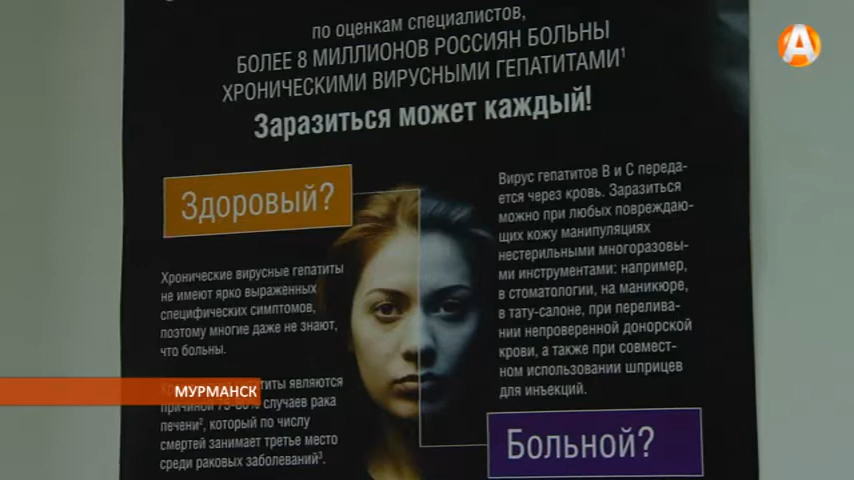 по оценкам специалистов,
БОЛЕЕ 8 МИЛЛИОНОВ РОССИЯН БОЛЬНЫ
ХРОНИЧЕСКИМИ ВИРУСНЫМИ ГЕПАТИТАМИ¹
Заразиться может каждый!
А
Здоровый?
Хронические вирусные гепатиты
не имеют ярко выраженных
специфических симптомов,
поэтому многие даже не знают,
что больны.
титы являются
причиной случаев рака
печени², который по числу
смертей занимает третье место
среди раковых заболеваний³.
МУРМАНСК
Вирус гепатитов В и С переда-
ется через кровь. Заразиться
можно при любых повреждаю-
щих кожу манипуляциях
нестерильными многоразовы-
ми инструментами: например,
в стоматологии, на маникюре,
в тату-салоне, при перелива-
нии непроверенной донорской
крови, а также при совмест-
ном использовании шприцев
для инъекций.
Больной?